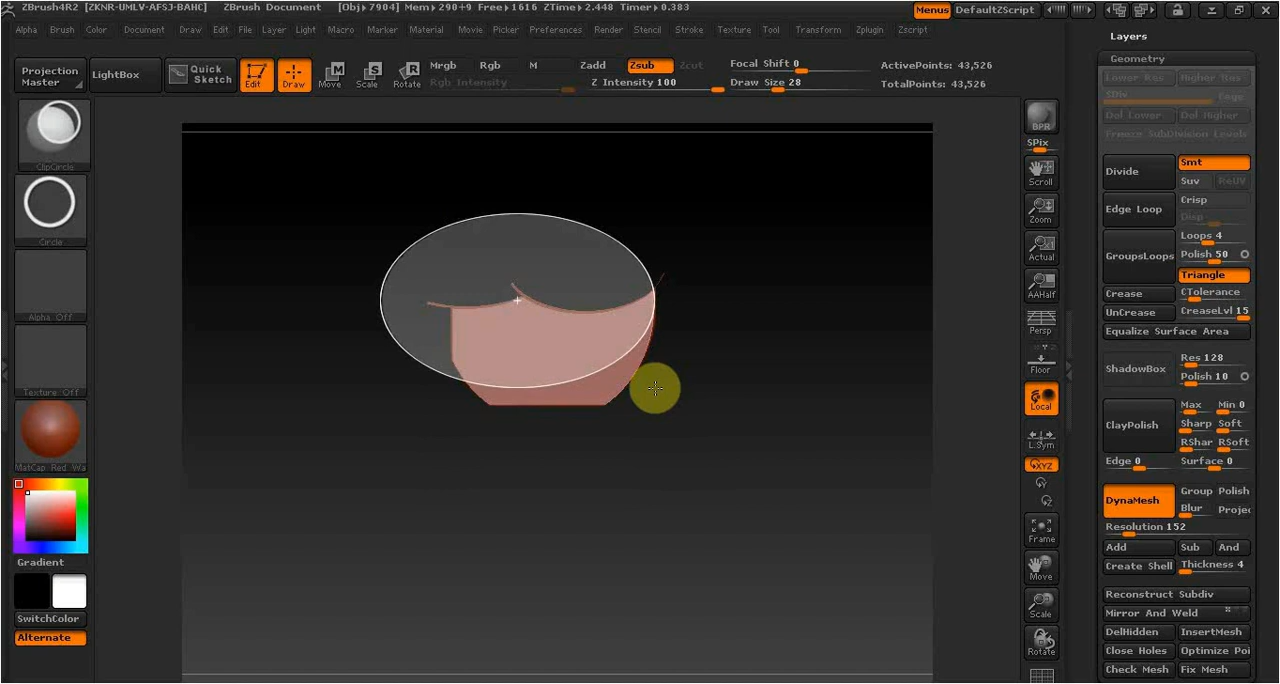 ZBrush4R2 [ZKNR-UMLV-AFSJ-BAHC] ZBrush Document [Obj▸7904] Mem▸290+9 Free▸1616 ZTime▸2.448 Timer▸0.383 Menus DefaultZScript
Alpha Brush Color Document Draw Edit File Layer Light Macro Marker Material Movie Picker Preferences Render Stencil Stroke Texture Tool Transform Zplugin Zscript
Projection Master
LightBox
Quick Sketch
Edit
Draw
Move
Scale
Rotate
Mrgb Rgb M Zadd Zsub Zcut
Rgb Intensity
Z Intensity 100
Focal Shift 0
Draw Size 28
ActivePoints: 43,526
TotalPoints: 43,526
ClipCircle
Circle
Alpha Off
Texture Off
MatCap Red Wa
Gradient
SwitchColor
Alternate
BPR
SPix
Scroll
Zoom
Actual
AAHalf
Persp
Floor
Local
L.Sym
XYZ
Y
Z
Frame
Move
Scale
Rotate
Layers
Geometry
Lower Res Higher Res
SDiv Cage
Del Lower Del Higher
Freeze SubDivision Levels
Divide Smt
Suv ReUV
Edge Loop Crisp
Disp
Loops 4
GroupsLoops Polish 50
Triangle
Crease CTolerance
UnCrease CreaseLvl 15
Equalize Surface Area
ShadowBox Res 128
Polish 10
Max Min 0
ClayPolish Sharp Soft
RShar RSoft
Edge 0 Surface 0
DynaMesh Group Polish
Blur Projec
Resolution 152
Add Sub And
Create Shell Thickness 4
Reconstruct Subdiv
Mirror And Weld
DelHidden InsertMesh
Close Holes Optimize Poi
Check Mesh Fix Mesh